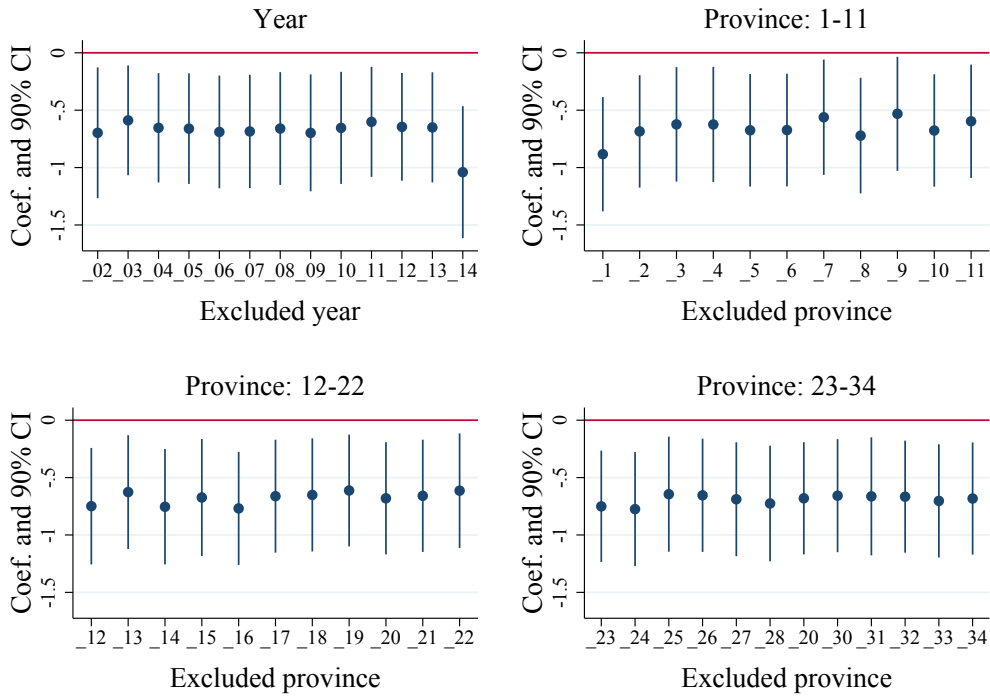 Year
Coef. and 90% CI
0
-.5
-1
-1.5
_02 _03 _04 _05 _06 _07 _08 _09 _10 _11 _12 _13 _14
Excluded year
Province: 1-11
Coef. and 90% CI
0
-.5
-1
-1.5
_1 _2 _3 _4 _5 _6 _7 _8 _9 _10 _11
Excluded province
Province: 12-22
Coef. and 90% CI
0
-.5
-1
-1.5
_12 _13 _14 _15 _16 _17 _18 _19 _20 _21 _22
Excluded province
Province: 23-34
Coef. and 90% CI
0
-.5
-1
-1.5
_23 _24 _25 _26 _27 _28 _20 _30 _31 _32 _33 _34
Excluded province